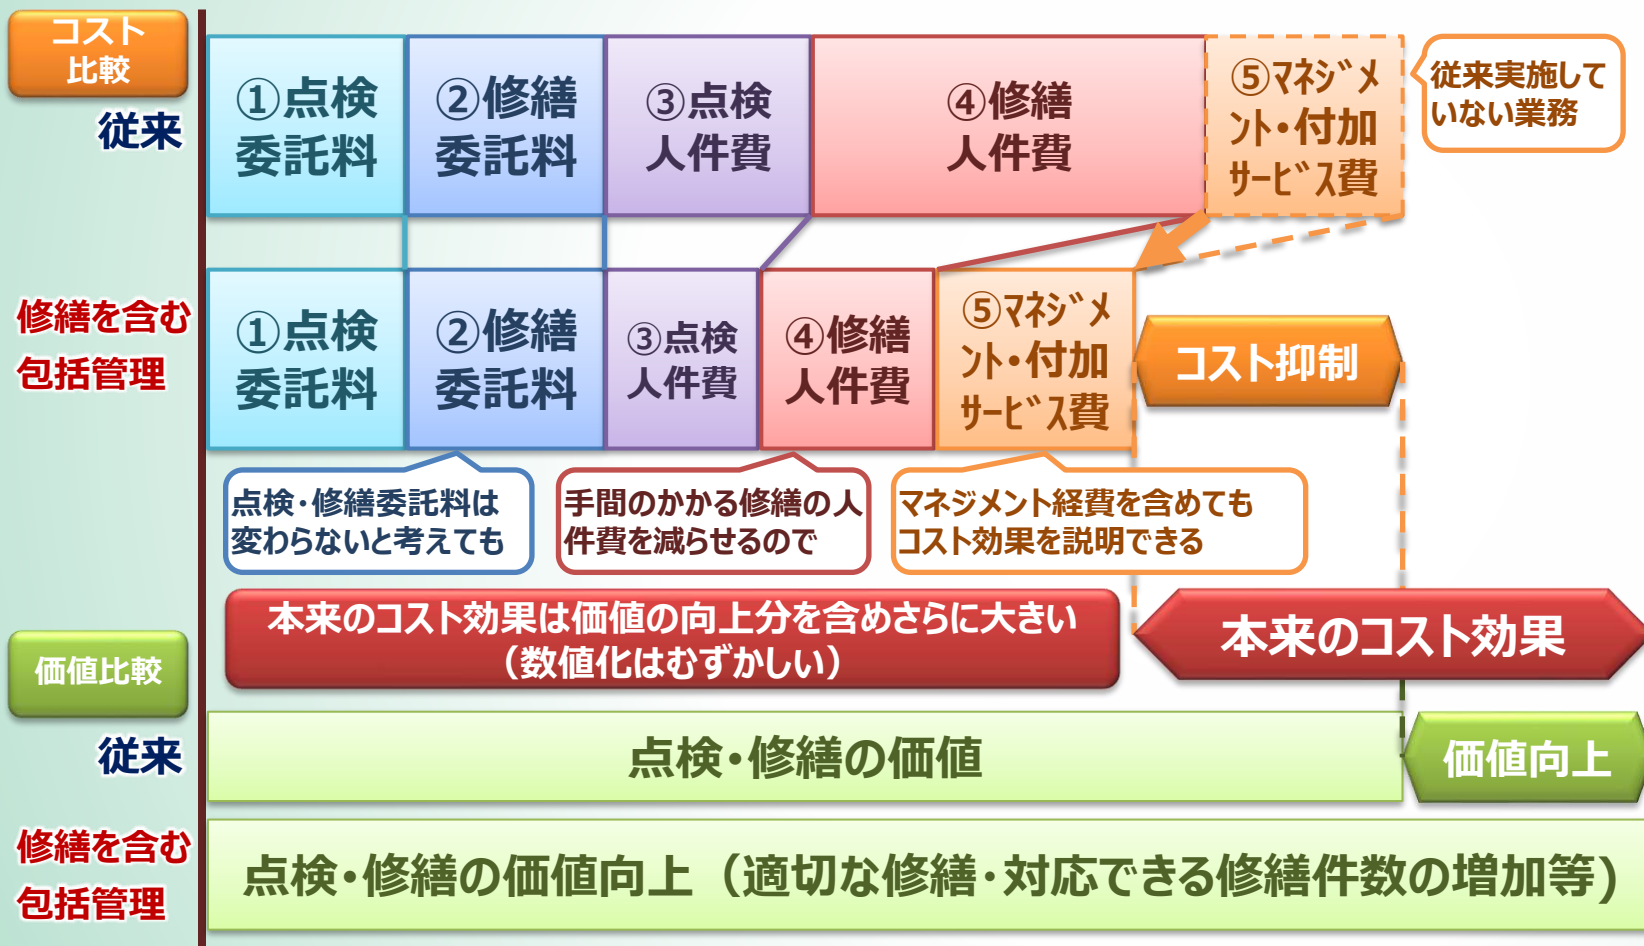 コスト
比較
従来
①点検
委託料
②修繕
委託料
③点検
人件費
④修繕
人件費
⑤ﾏﾈｼﾞﾒ
ﾝﾄ・付加
ｻｰﾋﾞｽ費
従来実施して
いない業務
修繕を含む
包括管理
①点検
委託料
②修繕
委託料
③点検
人件費
④修繕
人件費
⑤ﾏﾈｼﾞﾒ
ﾝﾄ・付加
ｻｰﾋﾞｽ費
コスト抑制
点検・修繕委託料は
変わらないと考えても
手間のかかる修繕の人
件費を減らせるので
マネジメント経費を含めても
コスト効果を説明できる
本来のコスト効果は価値の向上分を含めさらに大きい
（数値化はむずかしい）
本来のコスト効果
価値比較
従来
点検・修繕の価値
価値向上
修繕を含む
包括管理
点検・修繕の価値向上（適切な修繕・対応できる修繕件数の増加等）